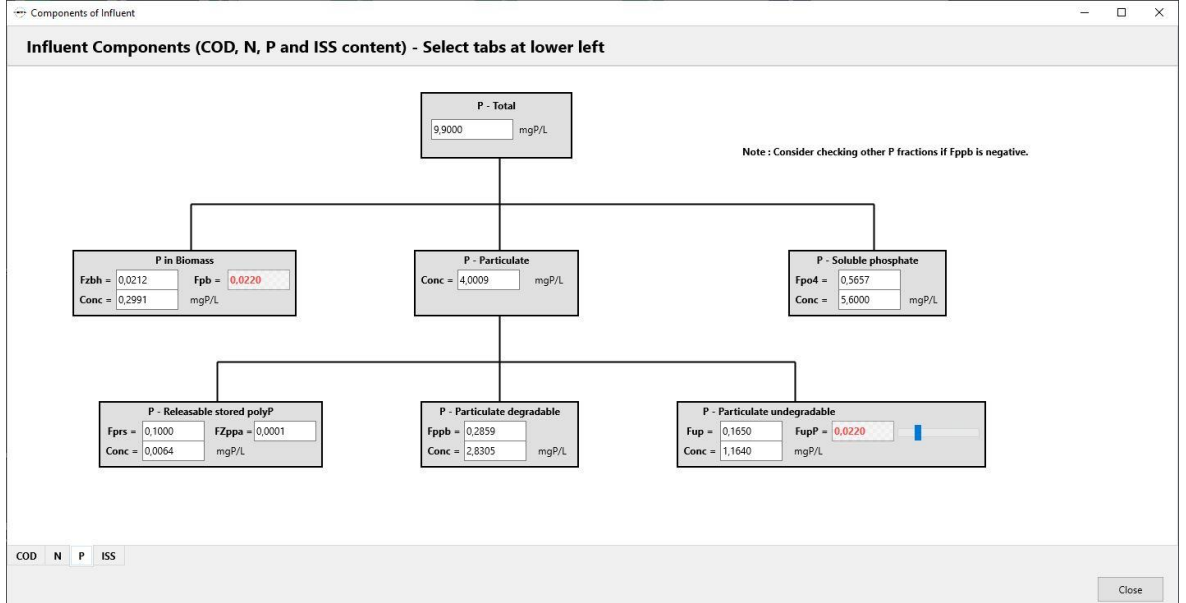 Components of Influent
Influent Components (COD, N, P and ISS content) - Select tabs at lower left
P - Total
9,9000 mgP/L
Note : Consider checking other P fractions if Fppb is negative.
P in Biomass
Fzbh = 0,0212 Fpb = 0,0220
Conc = 0,2991 mgP/L
P - Particulate
Conc = 4,0009 mgP/L
P - Soluble phosphate
Fpo4 = 0,5657
Conc = 5,6000 mgP/L
P - Releasable stored polyP
Fprs = 0,1000 FZppa = 0,0001
Conc = 0,0064 mgP/L
P - Particulate degradable
Fppb = 0,2859
Conc = 2,8305 mgP/L
P - Particulate undegradable
Fup = 0,1650 FupP = 0,0220
Conc = 1,1640 mgP/L
COD N P ISS
Close